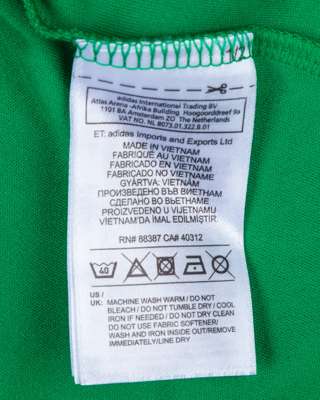 1/2
adidas International Trading BV
Atlas Arena -Afrika Building Hoogoorddreef 9a
1101 BA Amsterdam ZO The Netherlands
VAT NO. NL 8073.01.322.B.01
ET: adidas Imports and Exports Ltd
MADE IN VIETNAM
FABRIQUÉ AU VIETNAM
FABRICADO EN VIETNAM
FABRICADO NO VIETNAME
GYÁRTVA: VIETNÁM
ПРОИЗВЕДЕНО ВЪВ ВИЕТНАМ
СДЕЛАНО ВО ВЬЕТНАМЕ
PROIZVEDENO U VIJETNAMU
VIETNAM'DA İMAL EDİLMİŞTİR.
RN# 88387 CA# 40312
40
US /
UK: MACHINE WASH WARM / DO NOT
BLEACH / DO NOT TUMBLE DRY / COOL
IRON IF NEEDED / DO NOT DRY CLEAN
DO NOT USE FABRIC SOFTENER/
WASH AND IRON INSIDE OUT/REMOVE
IMMEDIATELY/LINE DRY